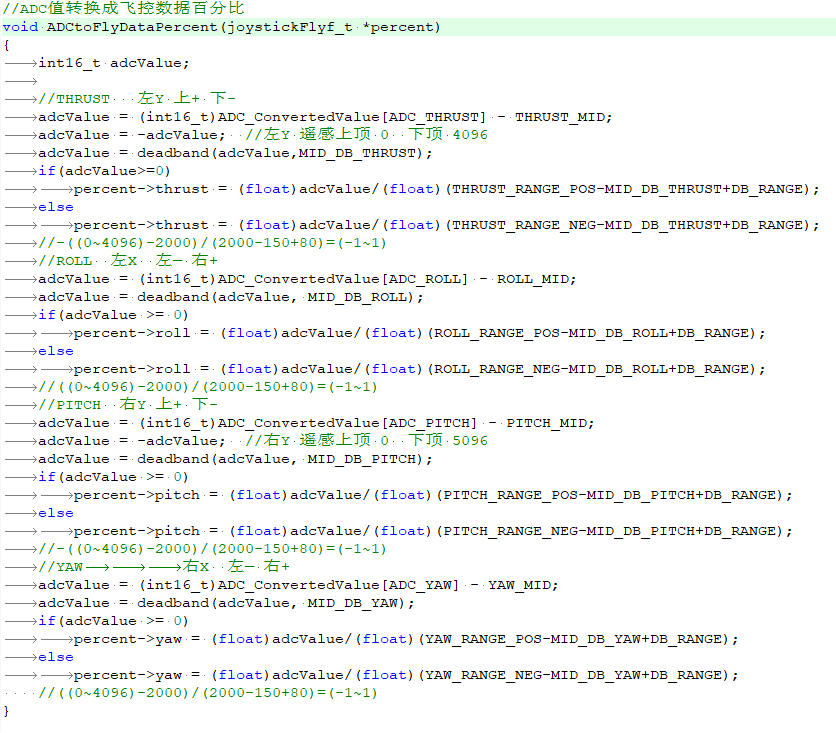 //ADC值转换成飞控数据百分比
void ADCtoFlyDataPercent(joystickFlyf_t *percent)
{
	int16_t adcValue;
	
	//THRUST   左Y 上+ 下-
	adcValue = (int16_t)ADC_ConvertedValue[ADC_THRUST] - THRUST_MID;
	adcValue = -adcValue;  //左Y 遥感上顶 0  下顶 4096
	adcValue = deadband(adcValue,MID_DB_THRUST);
	if(adcValue>=0)
		percent->thrust = (float)adcValue/(float)(THRUST_RANGE_POS-MID_DB_THRUST+DB_RANGE);
	else
		percent->thrust = (float)adcValue/(float)(THRUST_RANGE_NEG-MID_DB_THRUST+DB_RANGE);
	//-((0~4096)-2000)/(2000-150+80)=(-1~1)
	//ROLL  左X  左— 右+
	adcValue = (int16_t)ADC_ConvertedValue[ADC_ROLL] - ROLL_MID;
	adcValue = deadband(adcValue, MID_DB_ROLL);
	if(adcValue >= 0)
		percent->roll = (float)adcValue/(float)(ROLL_RANGE_POS-MID_DB_ROLL+DB_RANGE);
	else
		percent->roll = (float)adcValue/(float)(ROLL_RANGE_NEG-MID_DB_ROLL+DB_RANGE);
	//((0~4096)-2000)/(2000-150+80)=(-1~1)
	//PITCH  右Y 上+ 下-
	adcValue = (int16_t)ADC_ConvertedValue[ADC_PITCH] - PITCH_MID;
	adcValue = -adcValue;  //右Y 遥感上顶 0  下顶 5096
	adcValue = deadband(adcValue, MID_DB_PITCH);
	if(adcValue >= 0)
		percent->pitch = (float)adcValue/(float)(PITCH_RANGE_POS-MID_DB_PITCH+DB_RANGE);
	else
		percent->pitch = (float)adcValue/(float)(PITCH_RANGE_NEG-MID_DB_PITCH+DB_RANGE);
	//-((0~4096)-2000)/(2000-150+80)=(-1~1)
	//YAW			右X  左— 右+
	adcValue = (int16_t)ADC_ConvertedValue[ADC_YAW] - YAW_MID;
	adcValue = deadband(adcValue, MID_DB_YAW);
	if(adcValue >= 0)
		percent->yaw = (float)adcValue/(float)(YAW_RANGE_POS-MID_DB_YAW+DB_RANGE);
	else
		percent->yaw = (float)adcValue/(float)(YAW_RANGE_NEG-MID_DB_YAW+DB_RANGE);
    //((0~4096)-2000)/(2000-150+80)=(-1~1)
}